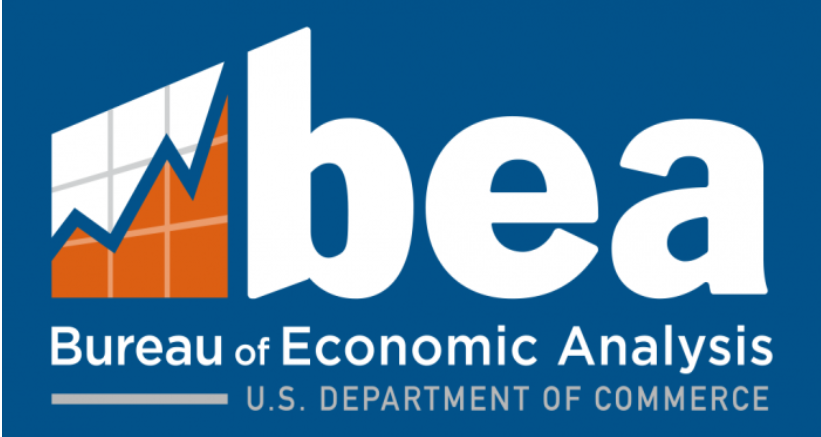 bea
Bureau of Economic Analysis
U.S. DEPARTMENT OF COMMERCE